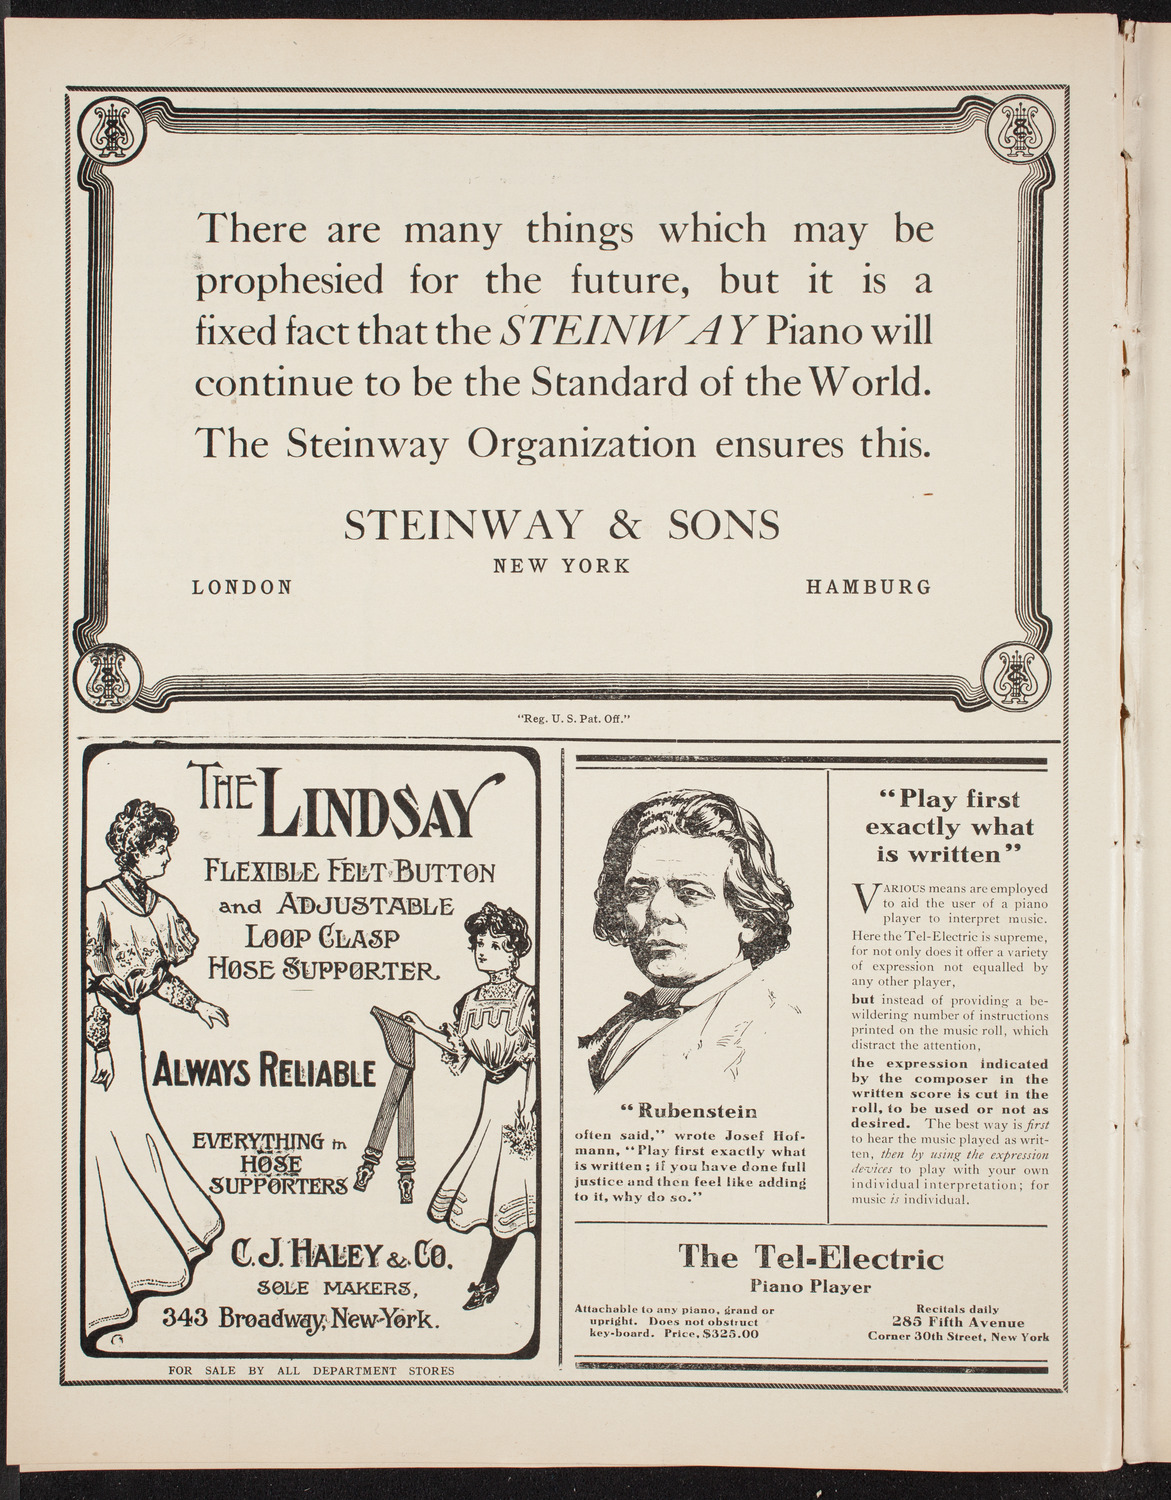 There are many things which may be
prophesied for the future, but it is a
fixed fact that the STEINWAY Piano will
continue to be the Standard of the World.
The Steinway Organization ensures this.
STEINWAY & SONS
NEW YORK
LONDON HAMBURG
"Reg. U. S. Pat. Off."
THE LINDSAY
FLEXIBLE FELT BUTTON
and ADJUSTABLE
LOOP CLASP
HOSE SUPPORTER
ALWAYS RELIABLE
EVERYTHING in
HOSE
SUPPORTERS
C. J. HALEY & CO.
SOLE MAKERS,
343 Broadway, New-York.
FOR SALE BY ALL DEPARTMENT STORES
"Rubenstein
often said," wrote Josef Hof-
mann, "Play first exactly what
is written; if you have done full
justice and then feel like adding
to it, why do so."
"Play first
exactly what
is written"
VARIOUS means are employed
to aid the user of a piano
player to interpret music.
Here the Tel-Electric is supreme,
for not only does it offer a variety
of expression not equalled by
any other player,
but instead of providing a be-
wildering number of instructions
printed on the music roll, which
distract the attention,
the expression indicated
by the composer in the
written score is cut in the
roll, to be used or not as
desired. The best way is first
to hear the music played as writ-
ten, then by using the expression
devices to play with your own
individual interpretation; for
music is individual.
The Tel-Electric
Piano Player
Attachable to any piano, grand or
upright. Does not obstruct
key-board. Price, $325.00
Recitals daily
285 Fifth Avenue
Corner 30th Street, New York